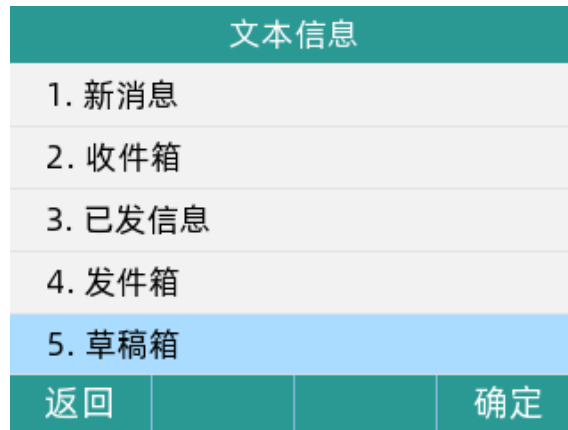 文本信息
1. 新消息
2. 收件箱
3. 已发信息
4. 发件箱
5. 草稿箱
返回 确定